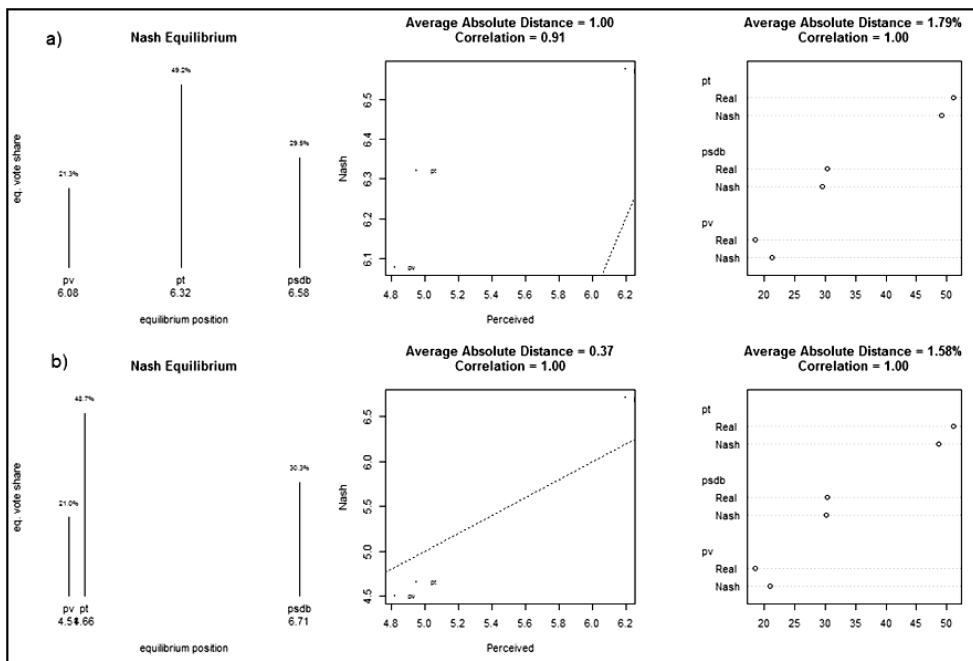 a)
Nash Equilibrium
49.2%
29.5%
21.3%
eq. vote share
pv
pt
psdb
6.08
6.32
6.58
equilibrium position
Average Absolute Distance = 1.00
Correlation = 0.91
Nash
6.5
6.4
6.3
6.2
6.1
pt
pv
4.8 5.0 5.2 5.4 5.6 5.8 6.0 6.2
Perceived
Average Absolute Distance = 1.79%
Correlation = 1.00
pt
Real
Nash
psdb
Real
Nash
pv
Real
Nash
20 25 30 35 40 45 50
b)
Nash Equilibrium
48.7%
30.3%
21.0%
eq. vote share
pv pt
psdb
6.71
equilibrium position
Average Absolute Distance = 0.37
Correlation = 1.00
Nash
6.5
6.0
5.5
5.0
4.5
pt
pv
4.8 5.0 5.2 5.4 5.6 5.8 6.0 6.2
Perceived
Average Absolute Distance = 1.58%
Correlation = 1.00
pt
Real
Nash
psdb
Real
Nash
pv
Real
Nash
20 25 30 35 40 45 50